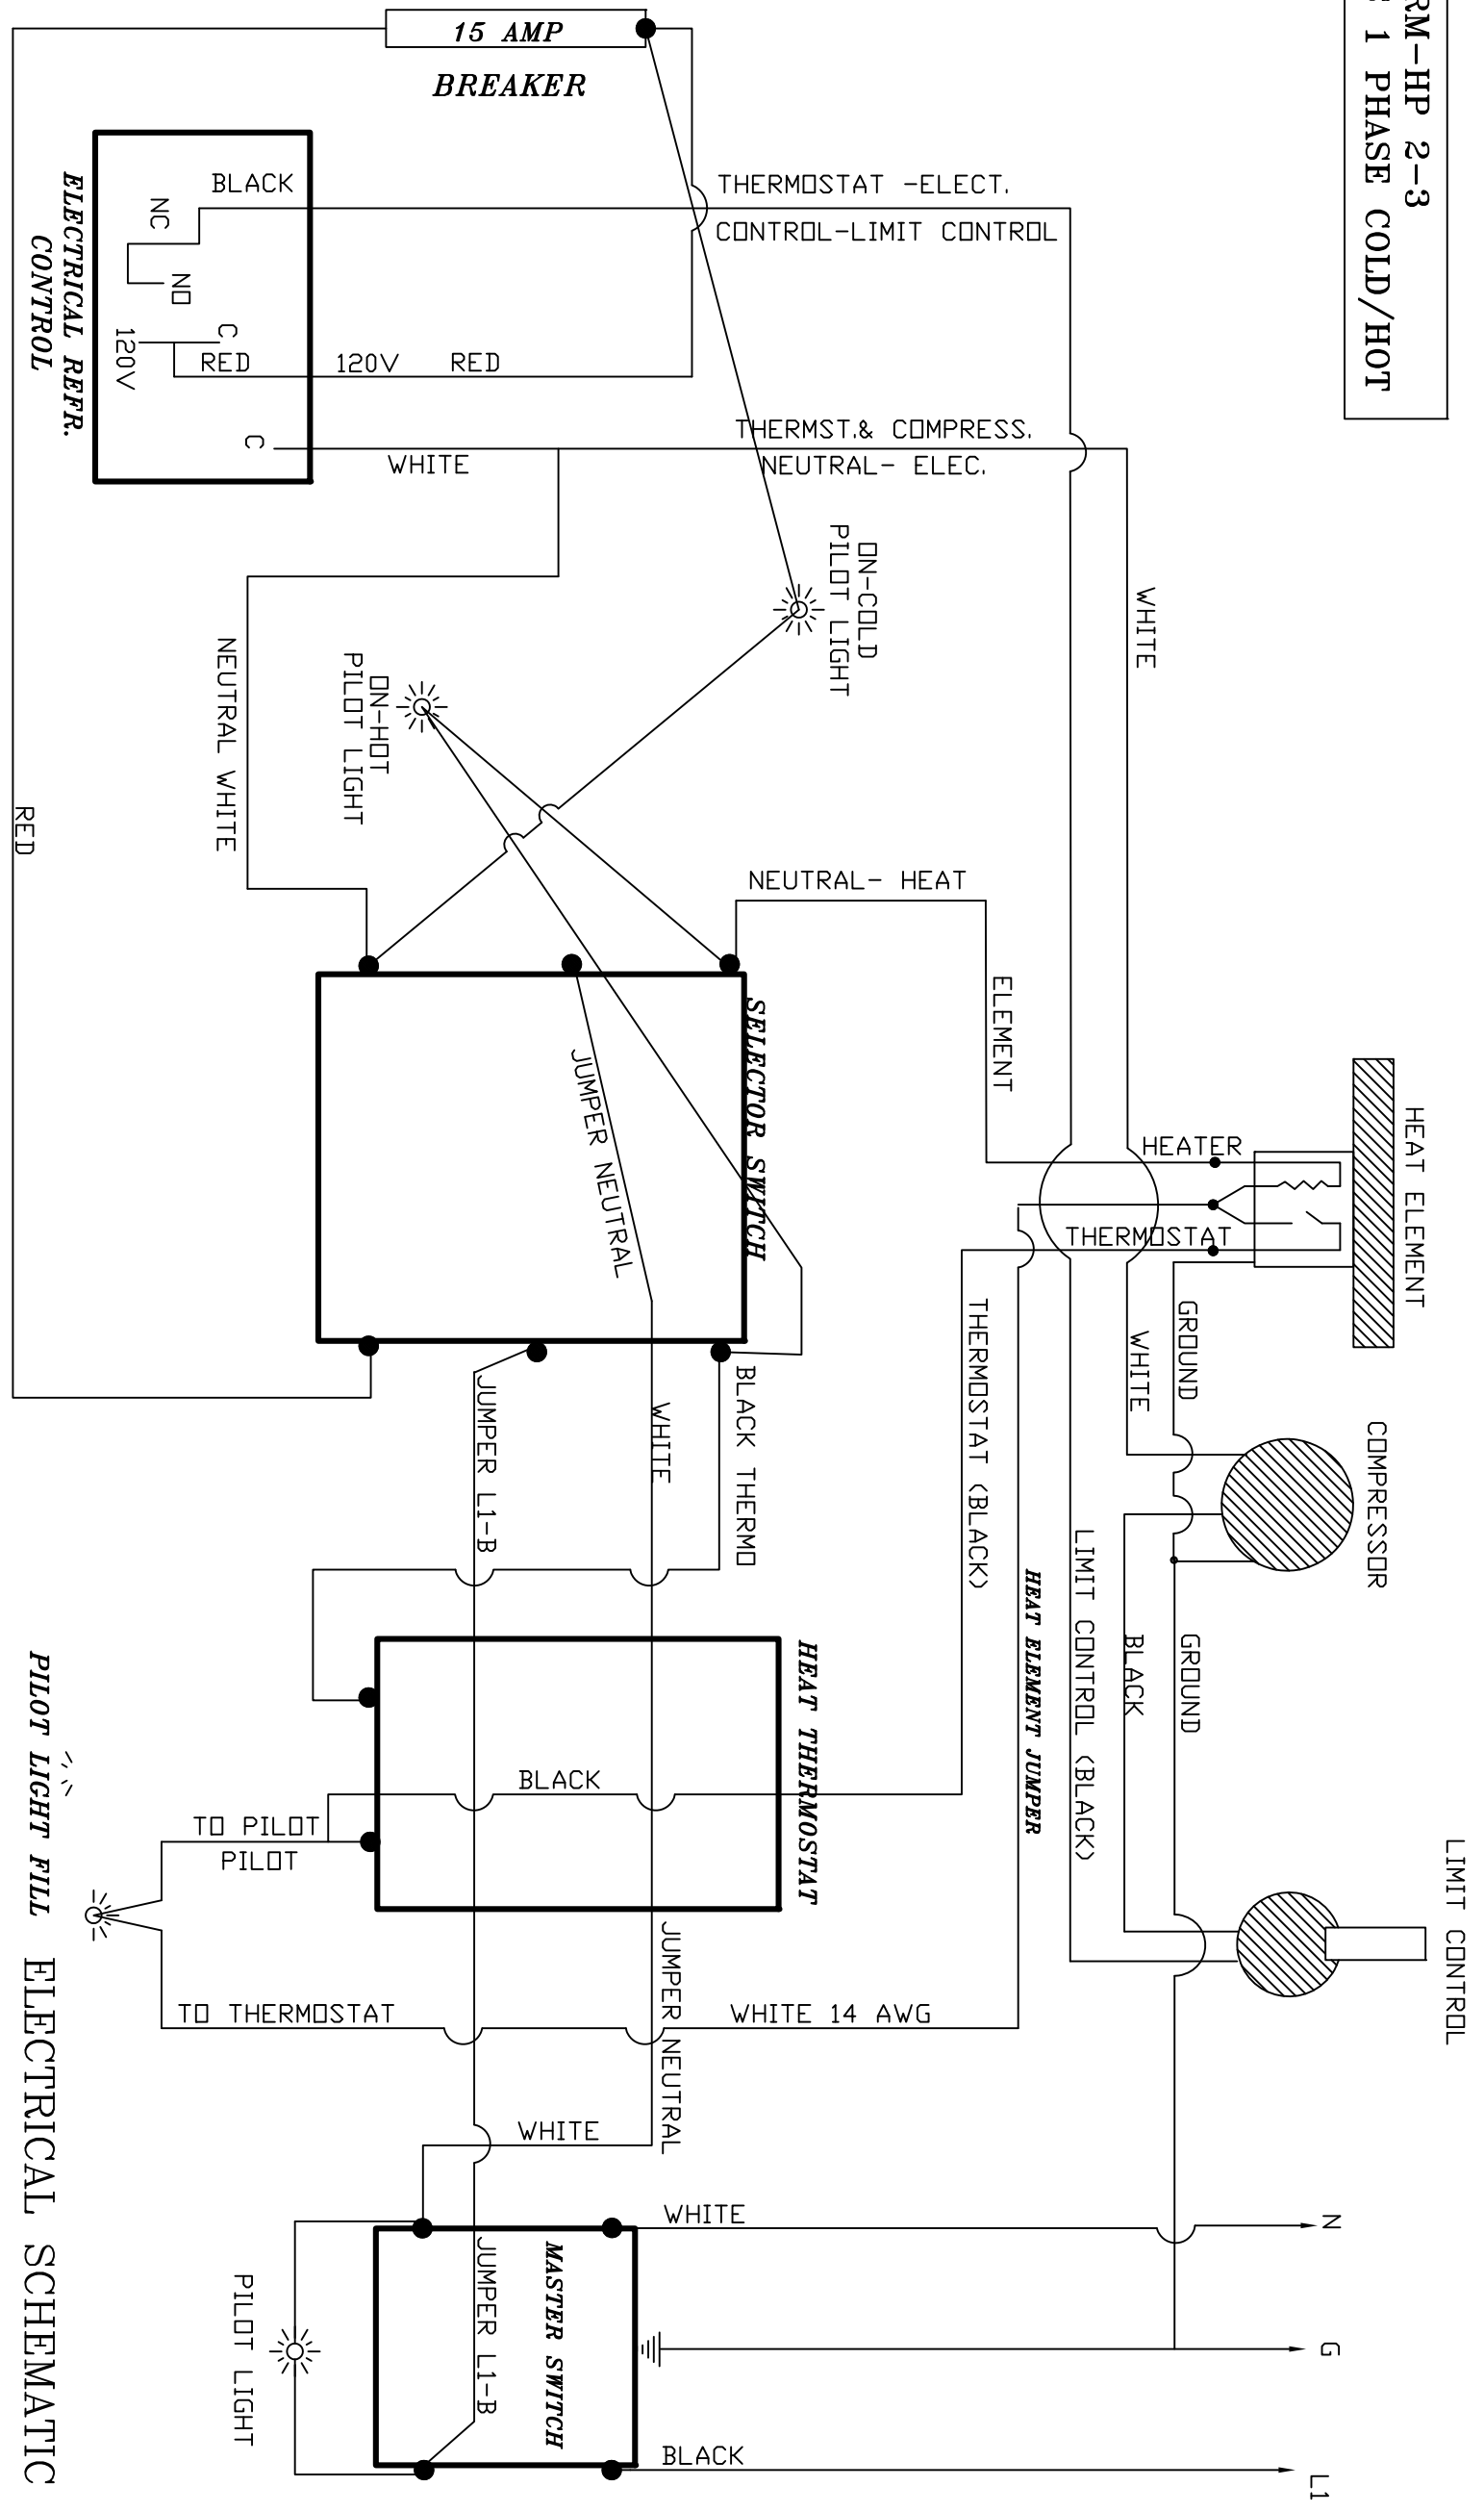 RM-HP 2-3
1 PHASE COLD/HOT
15 AMP
BREAKER
BLACK
NC
NO
C
120V
RED
C
ELECTRICAL REFR.
CONTROL
120V RED
THERMOSTAT -ELECT.
CONTROL-LIMIT CONTROL
WHITE
THERMST.& COMPRESS.
NEUTRAL- ELEC.
ON-COLD
PILOT LIGHT
WHITE
ON-HOT
PILOT LIGHT
NEUTRAL WHITE
RED
NEUTRAL- HEAT
ELEMENT
SELECTOR SWITCH
JUMPER NEUTRAL
HEATER
THERMOSTAT
HEAT ELEMENT
GROUND
WHITE
COMPRESSOR
BLACK THERMO
WHITE
JUMPER L1-B
THERMOSTAT (BLACK)
HEAT ELEMENT JUMPER
LIMIT CONTROL (BLACK)
BLACK
GROUND
LIMIT CONTROL
HEAT THERMOSTAT
BLACK
TO PILOT
PILOT
PILOT LIGHT FILL
TO THERMOSTAT
WHITE 14 AWG
JUMPER NEUTRAL
WHITE
WHITE
N
MASTER SWITCH
JUMPER L1-B
PILOT LIGHT
G
BLACK
L1
ELECTRICAL SCHEMATIC